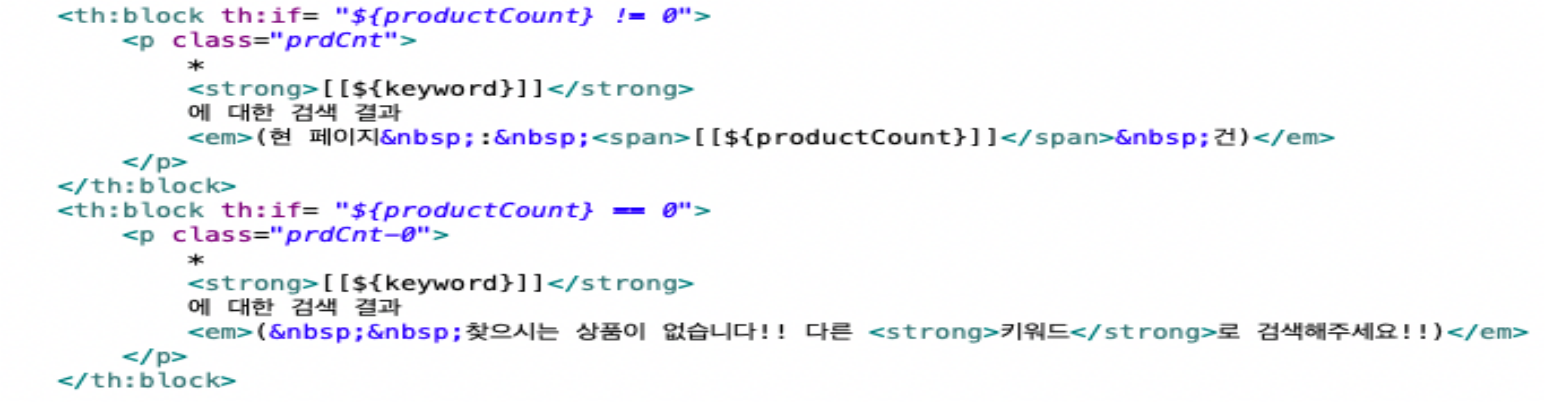 <th:block th:if= "${productCount} != 0">
<p class="prdCnt">
*
<strong>[[${keyword}]]</strong>
에 대한 검색 결과
<em>(현 페이지&nbsp;:&nbsp;<span>[[${productCount}]]</span>&nbsp;건)</em>
</p>
</th:block>
<th:block th:if= "${productCount} == 0">
<p class="prdCnt-0">
*
<strong>[[${keyword}]]</strong>
에 대한 검색 결과
<em>(&nbsp;&nbsp;찾으시는 상품이 없습니다!! 다른 <strong>키워드</strong>로 검색해주세요!!)</em>
</p>
</th:block>